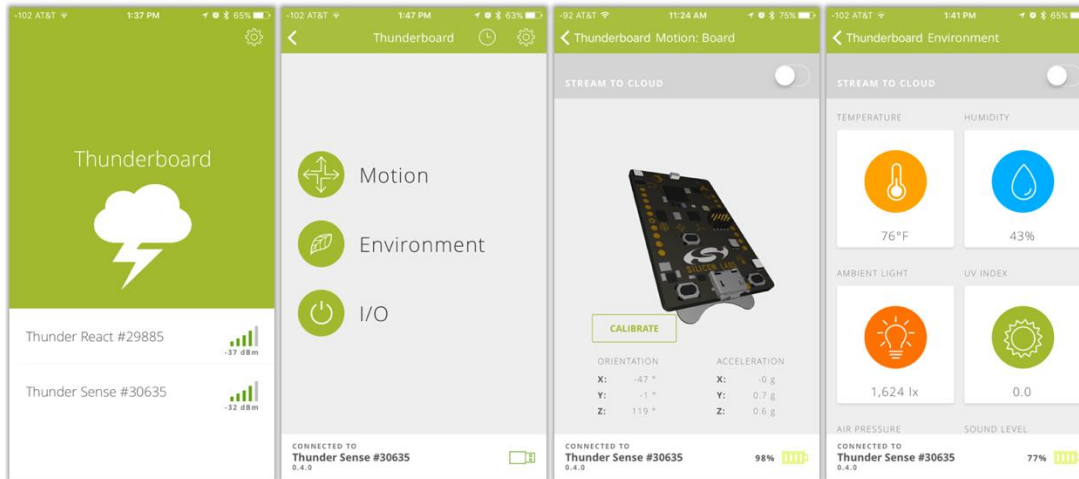 -102 AT&T 1:37 PM 65%
Thunderboard
Thunder React #29885
-37 dBm
Thunder Sense #30635
-32 dBm
-102 AT&T 1:47 PM 63%
Thunderboard
Motion
Environment
I/O
CONNECTED TO
Thunder Sense #30635
0.4.0
-92 AT&T 11:24 AM 75%
Thunderboard Motion: Board
STREAM TO CLOUD
SILICON LABS
CALIBRATE
ORIENTATION ACCELERATION
X: -47 ° X: -0 g
Y: -1 ° Y: 0.7 g
Z: 119 ° Z: 0.6 g
CONNECTED TO
Thunder Sense #30635 98%
0.4.0
-102 AT&T 1:41 PM 65%
Thunderboard Environment
STREAM TO CLOUD
TEMPERATURE HUMIDITY
76°F 43%
AMBIENT LIGHT UV INDEX
1,624 lx 0.0
AIR PRESSURE SOUND LEVEL
CONNECTED TO
Thunder Sense #30635 77%
0.4.0